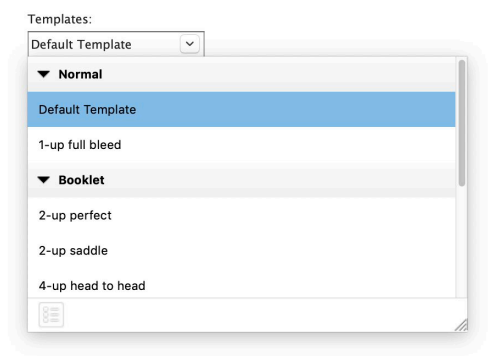 Templates:
Default Template
Normal
Default Template
1-up full bleed
Booklet
2-up perfect
2-up saddle
4-up head to head